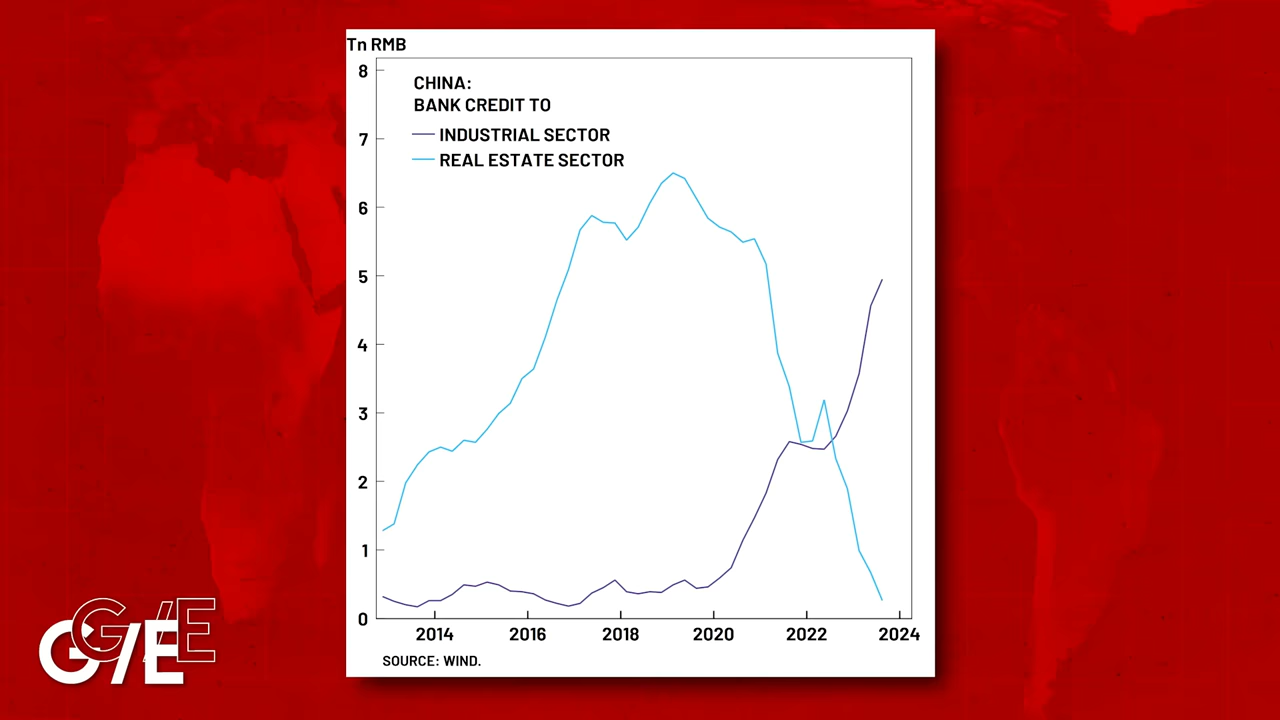 Tn RMB
8
CHINA:
BANK CREDIT TO
INDUSTRIAL SECTOR
REAL ESTATE SECTOR
7
6
5
4
3
2
1
0
2014 2016 2018 2020 2022 2024
SOURCE: WIND.
G/E
G/E